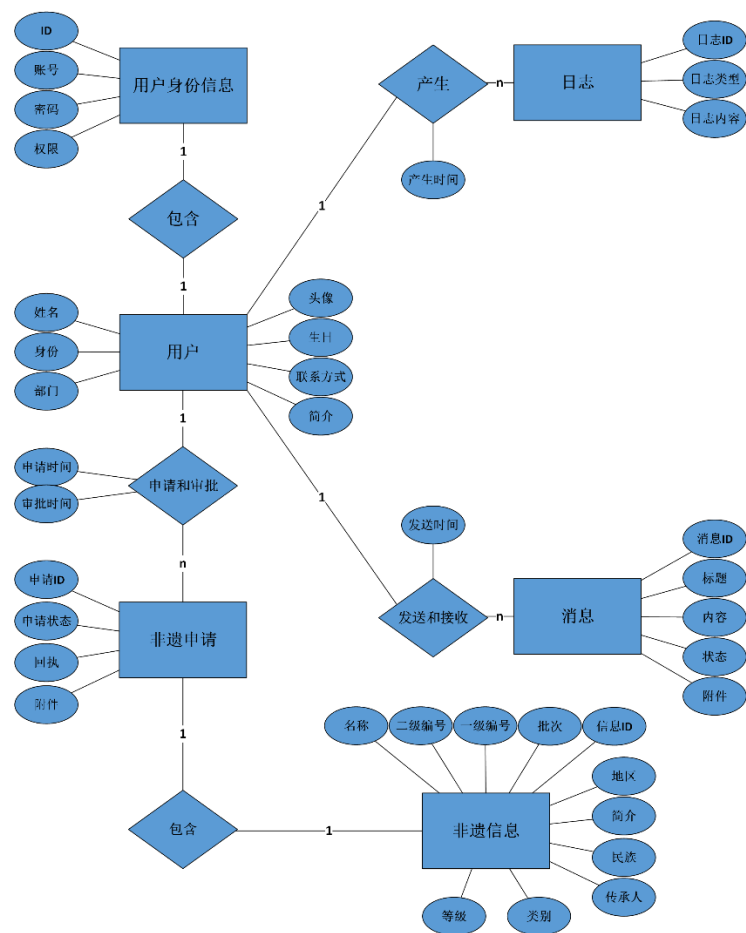 ID
账号
密码
权限
用户身份信息
1
包含
1
产生
n
日志
日志ID
日志类型
日志内容
产生时间
1
姓名
身份
部门
用户
头像
生日
联系方式
简介
1
1
申请时间
审批时间
申请和审批
n
发送时间
发送和接收
n
消息
消息ID
标题
内容
状态
附件
申请ID
申请状态
回执
附件
非遗申请
1
包含
1
名称
二级编号
一级编号
批次
信息ID
地区
简介
民族
传承人
非遗信息
等级
类别